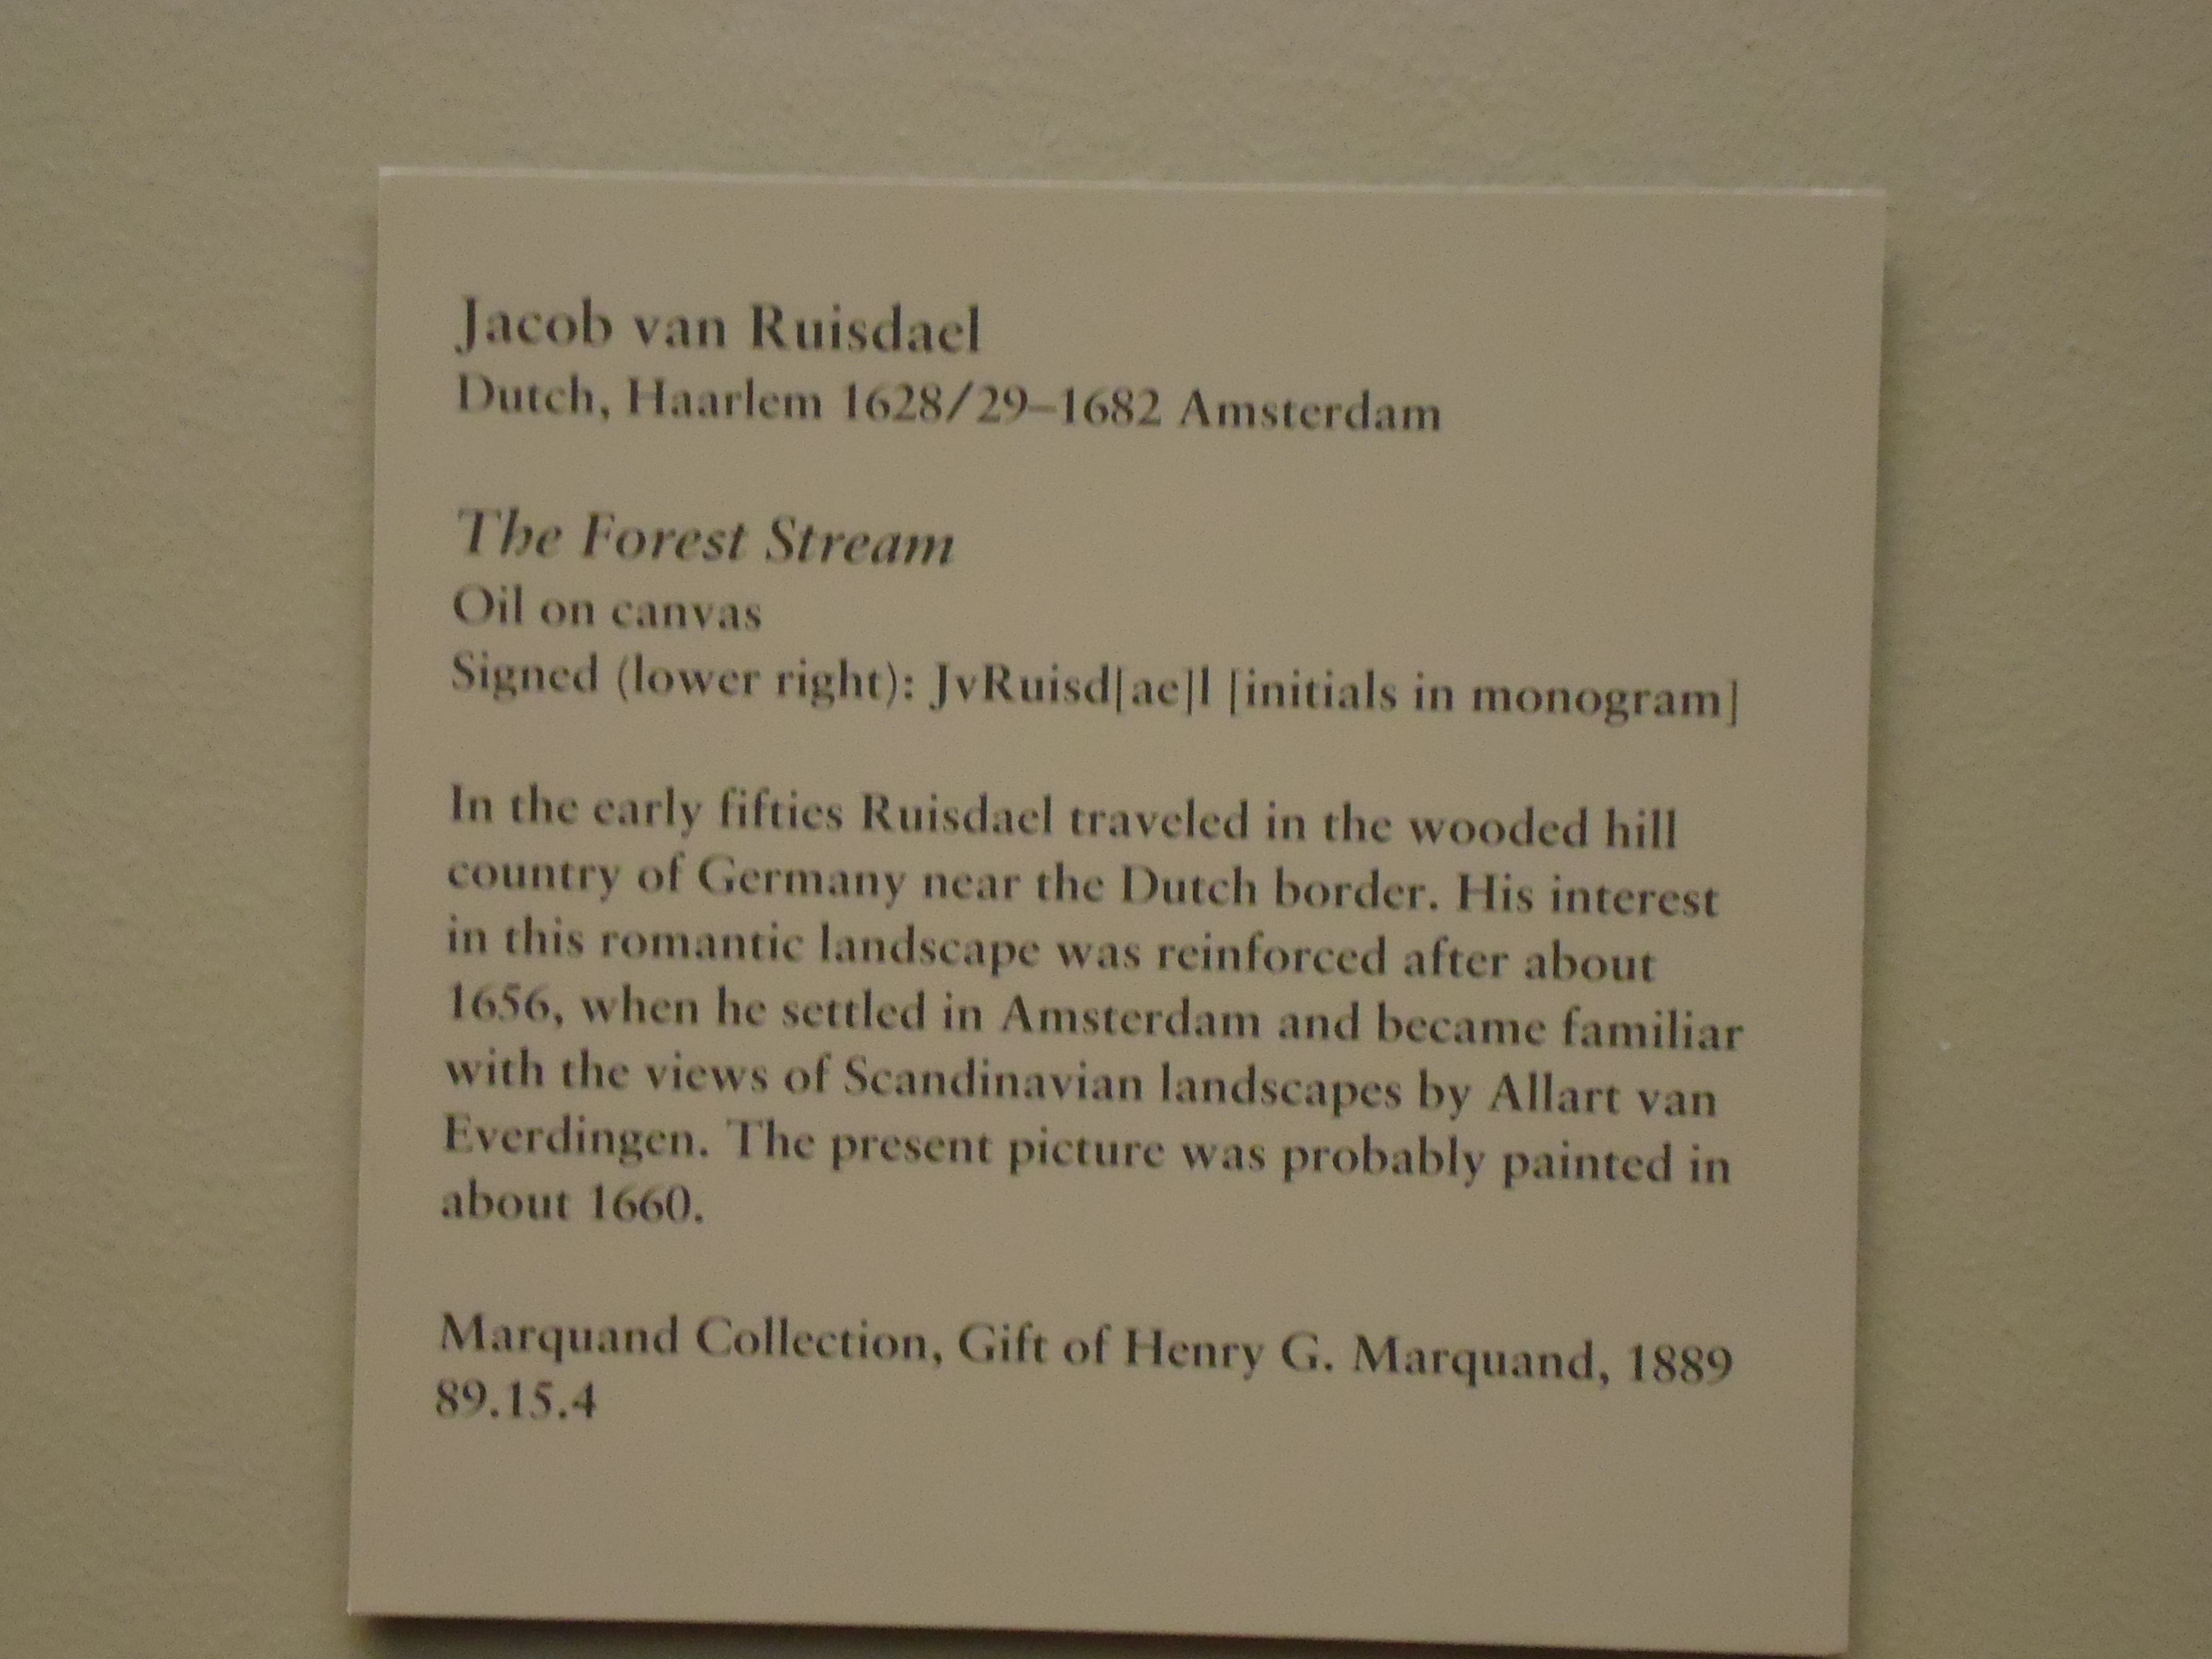 Jacob van Ruisdael
Dutch, Haarlem 1628/29–1682 Amsterdam
The Forest Stream
Oil on canvas
Signed (lower right): JvRuisd[ae]l [initials in monogram]
In the early fifties Ruisdael traveled in the wooded hill
country of Germany near the Dutch border. His interest
in this romantic landscape was reinforced after about
1656, when he settled in Amsterdam and became familiar
with the views of Scandinavian landscapes by Allart van
Everdingen. The present picture was probably painted in
about 1660.
Marquand Collection, Gift of Henry G. Marquand, 1889
89.15.4